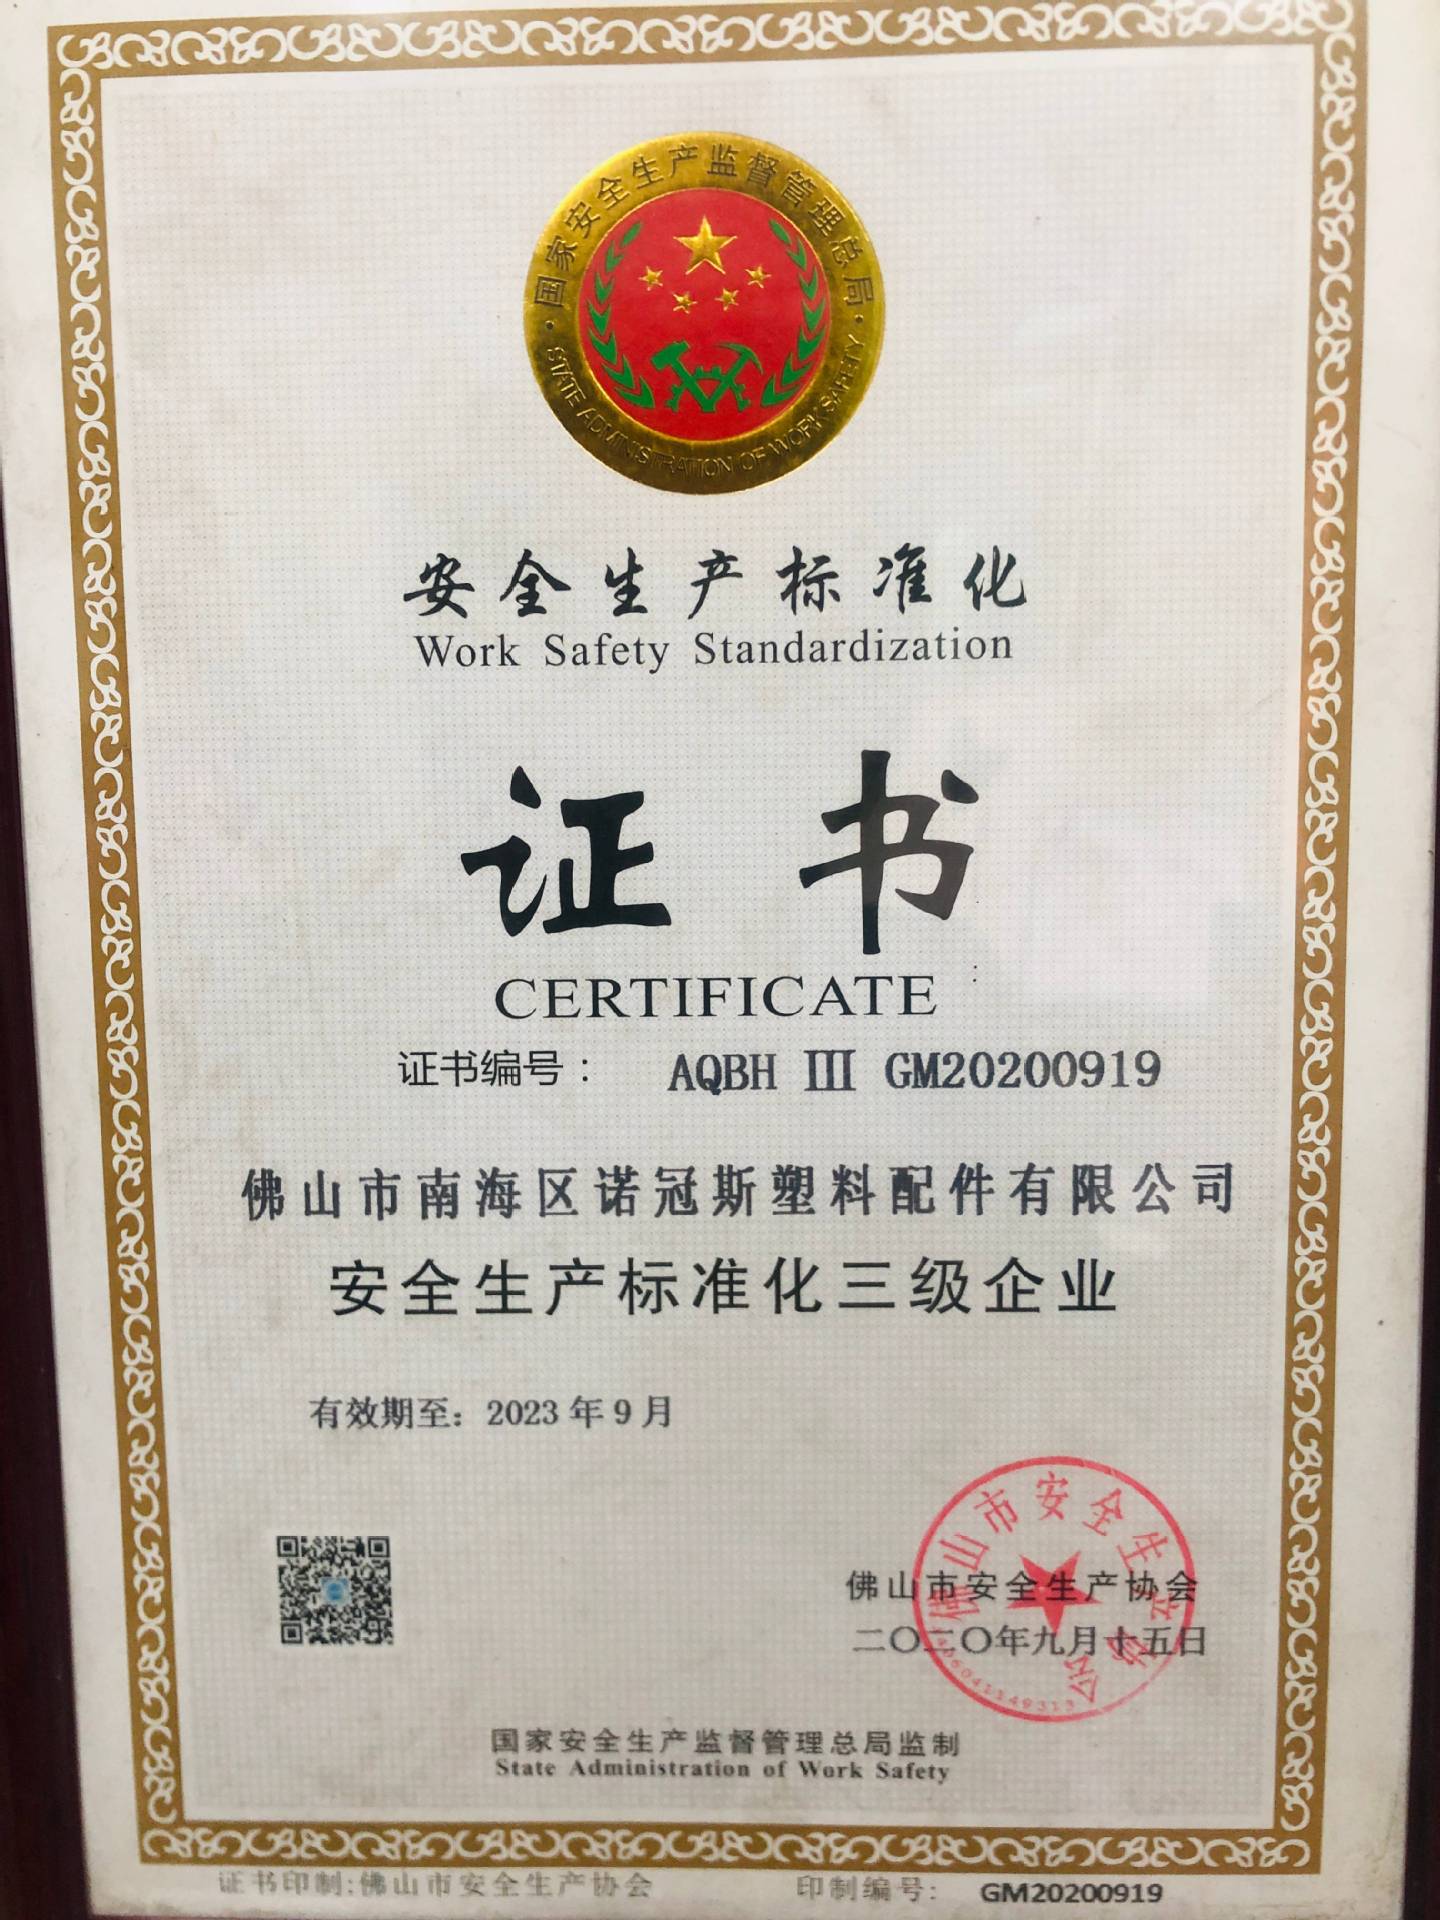 国家安全生产监督管理总局
STATE ADMINISTRATION OF WORK SAFETY
安全生产标准化
Work Safety Standardization
证书
CERTIFICATE
证书编号： AQBH III GM20200919
佛山市南海区诺冠斯塑料配件有限公司
安全生产标准化三级企业
有效期至：2023年9月
佛山市安全生产协会
二〇二〇年九月十五日
佛山市安全生产协会
国家安全生产监督管理总局监制
State Administration of Work Safety
证书印制:佛山市安全生产协会 印制编号: GM20200919